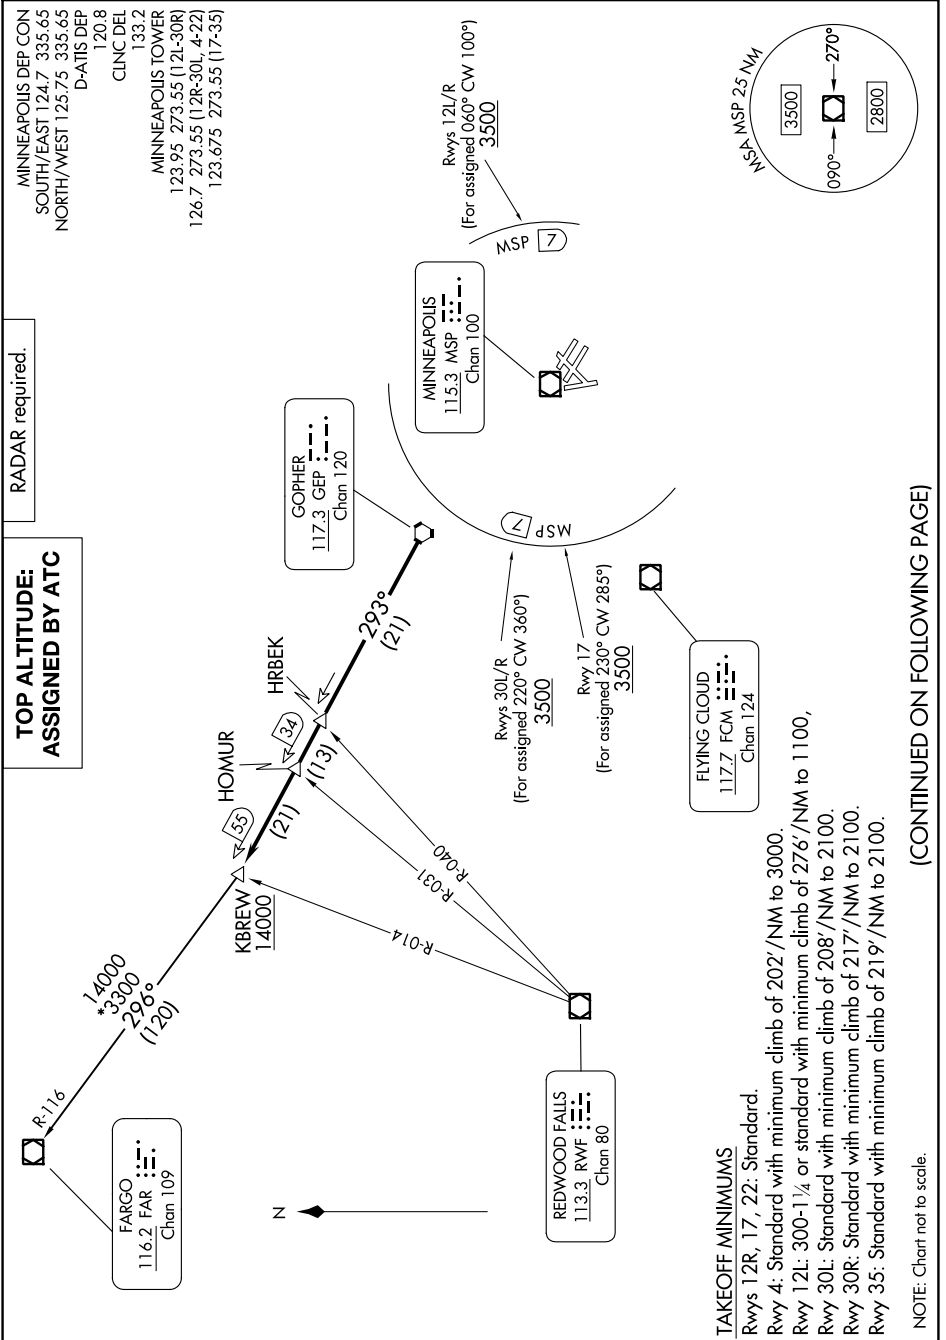 TOP ALTITUDE:
ASSIGNED BY ATC
RADAR required.
MINNEAPOLIS DEP CON
SOUTH/EAST 124.7 335.65
NORTH/WEST 125.75 335.65
D-ATIS DEP
120.8
CLNC DEL
133.2
MINNEAPOLIS TOWER
123.95 273.55 (12L-30R)
126.7 273.55 (12R-30L, 4-22)
123.675 273.55 (17-35)
R-116
14000
*3300
296°
(120)
FARGO
116.2 FAR
Chan 109
KBREW
14000
55
(21)
HOMUR
34
(13)
HRBEK
293°
(21)
GOPHER
117.3 GEP
Chan 120
R-014
R-031
R-040
N
REDWOOD FALLS
113.3 RWF
Chan 80
MINNEAPOLIS
115.3 MSP
Chan 100
MSP 7
Rwys 12L/R
(For assigned 060° CW 100°)
3500
MSP 7
Rwys 30L/R
(For assigned 220° CW 360°)
3500
Rwy 17
(For assigned 230° CW 285°)
3500
FLYING CLOUD
117.7 FCM
Chan 124
MSA MSP 25 NM
3500
090°
270°
2800
TAKEOFF MINIMUMS
Rwys 12R, 17, 22: Standard.
Rwy 4: Standard with minimum climb of 202'/NM to 3000.
Rwy 12L: 300-1¼ or standard with minimum climb of 276'/NM to 1100,
Rwy 30L: Standard with minimum climb of 208'/NM to 2100.
Rwy 30R: Standard with minimum climb of 217'/NM to 2100.
Rwy 35: Standard with minimum climb of 219'/NM to 2100.
NOTE: Chart not to scale.
(CONTINUED ON FOLLOWING PAGE)